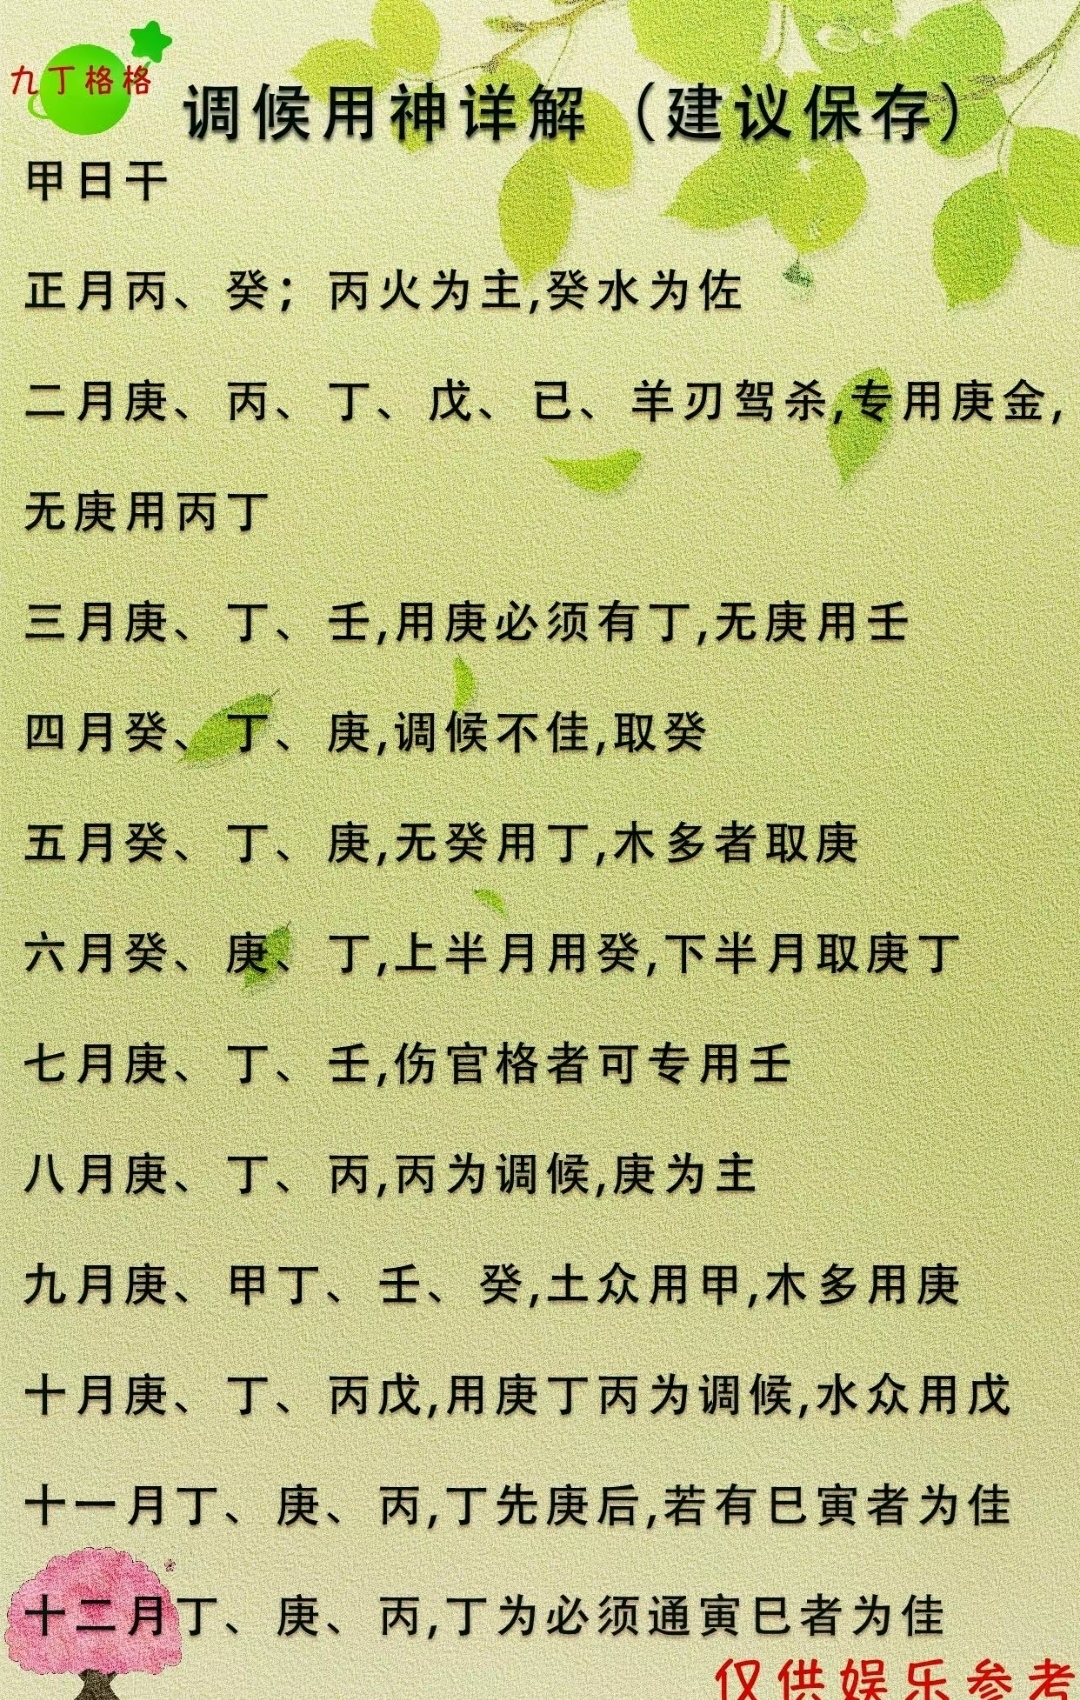 九丁格格
调候用神详解（建议保存）
甲日干
正月丙、癸；丙火为主,癸水为佐
二月庚、丙、丁、戊、已、羊刃驾杀,专用庚金,
无庚用丙丁
三月庚、丁、壬,用庚必须有丁,无庚用壬
四月癸、丁、庚,调候不佳,取癸
五月癸、丁、庚,无癸用丁,木多者取庚
六月癸、庚、丁,上半月用癸,下半月取庚丁
七月庚、丁、壬,伤官格者可专用壬
八月庚、丁、丙,丙为调候,庚为主
九月庚、甲丁、壬、癸,土众用甲,木多用庚
十月庚、丁、丙戊,用庚丁丙为调候,水众用戊
十一月丁、庚、丙,丁先庚后,若有巳寅者为佳
十二月丁、庚、丙,丁为必须通寅巳者为佳
仅供娱乐参考